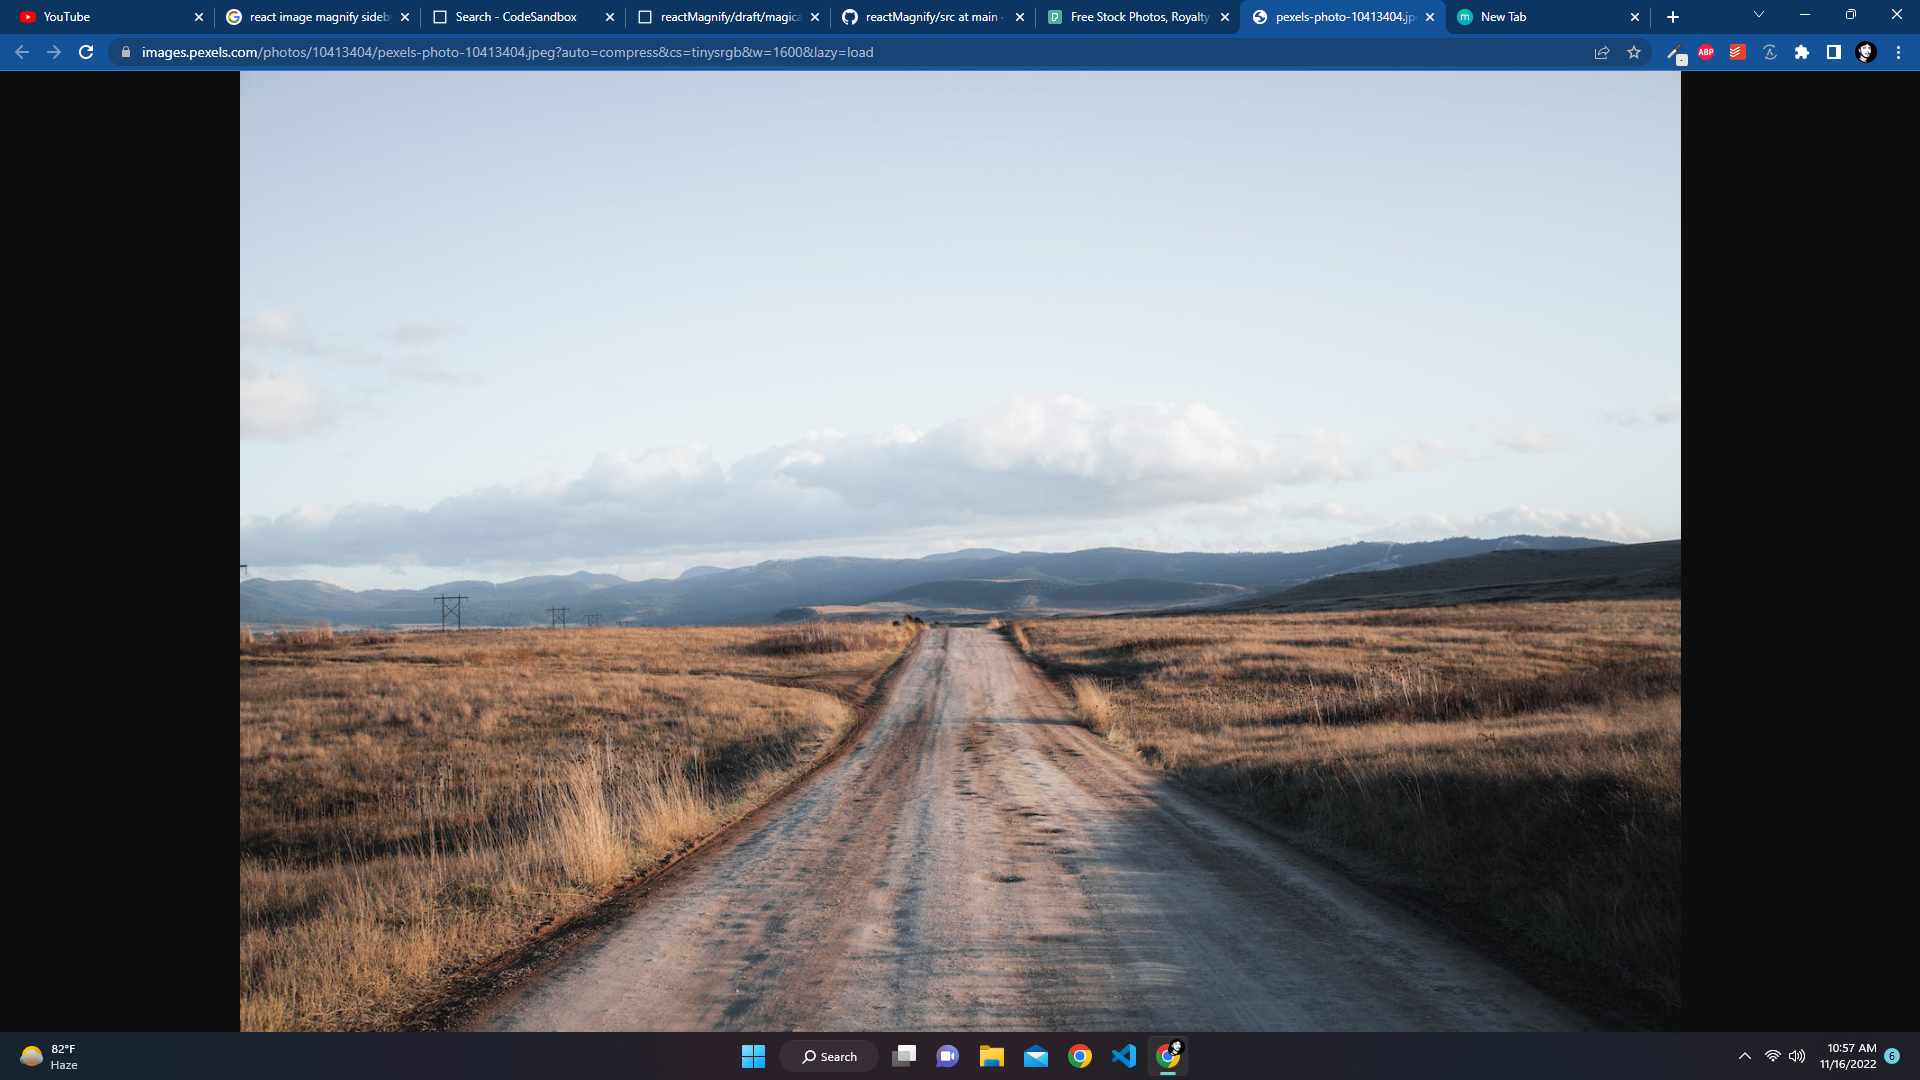 YouTube
react image magnify sideb
Search - CodeSandbox
reactMagnify/draft/magica
reactMagnify/src at main ·
Free Stock Photos, Royalty
pexels-photo-10413404.jp
New Tab
images.pexels.com/photos/10413404/pexels-photo-10413404.jpeg?auto=compress&cs=tinysrgb&w=1600&lazy=load
ABP
82°F
Haze
Search
10:57 AM
11/16/2022
6